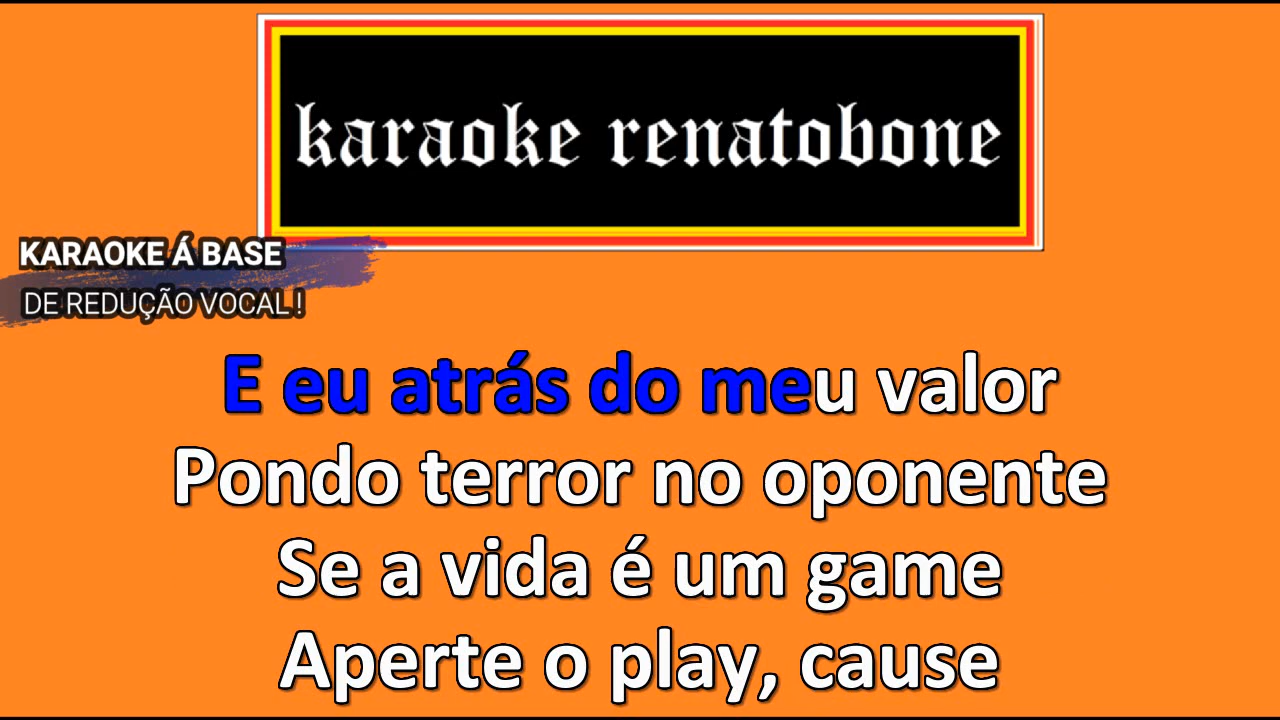 karaoke renatobone
KARAOKE Á BASE
DE REDUÇÃO VOCAL !
E eu atrás do meu valor
Pondo terror no oponente
Se a vida é um game
Aperte o play, cause